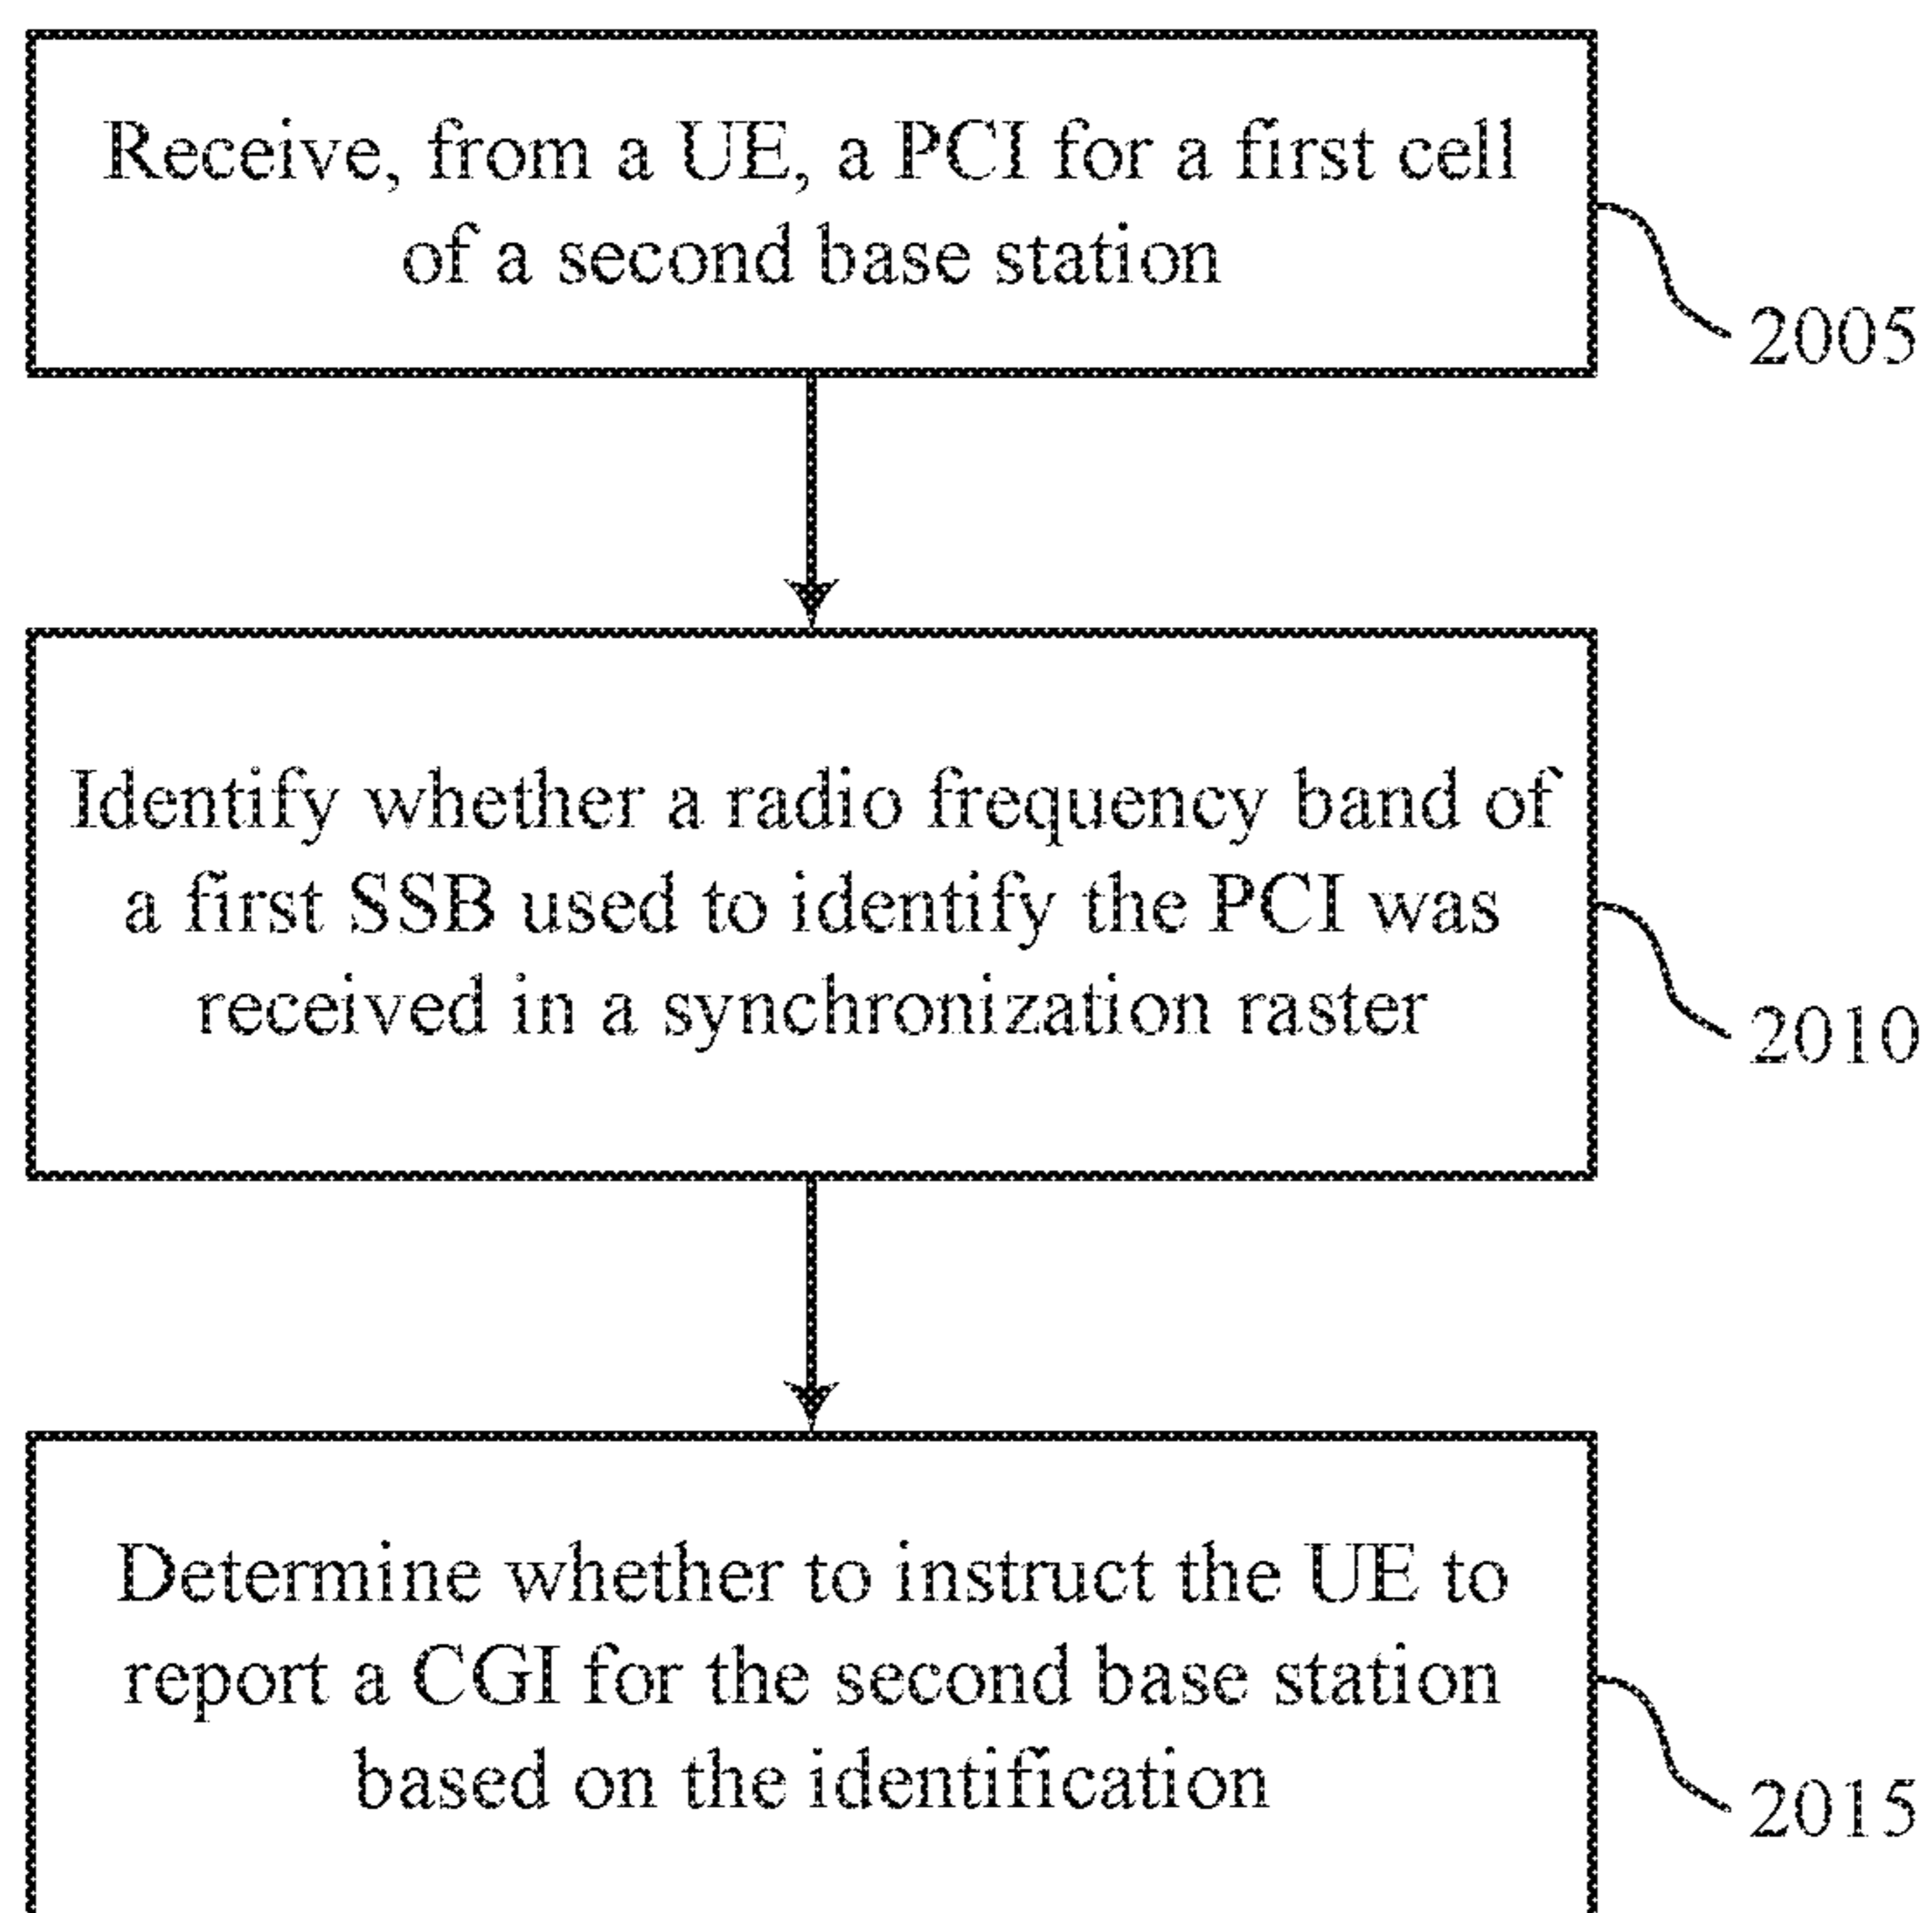 Receive, from a UE, a PCI for a first cell
of a second base station
2005
Identify whether a radio frequency band of
a first SSB used to identify the PCI was
received in a synchronization raster
2010
Determine whether to instruct the UE to
report a CGI for the second base station
based on the identification
2015